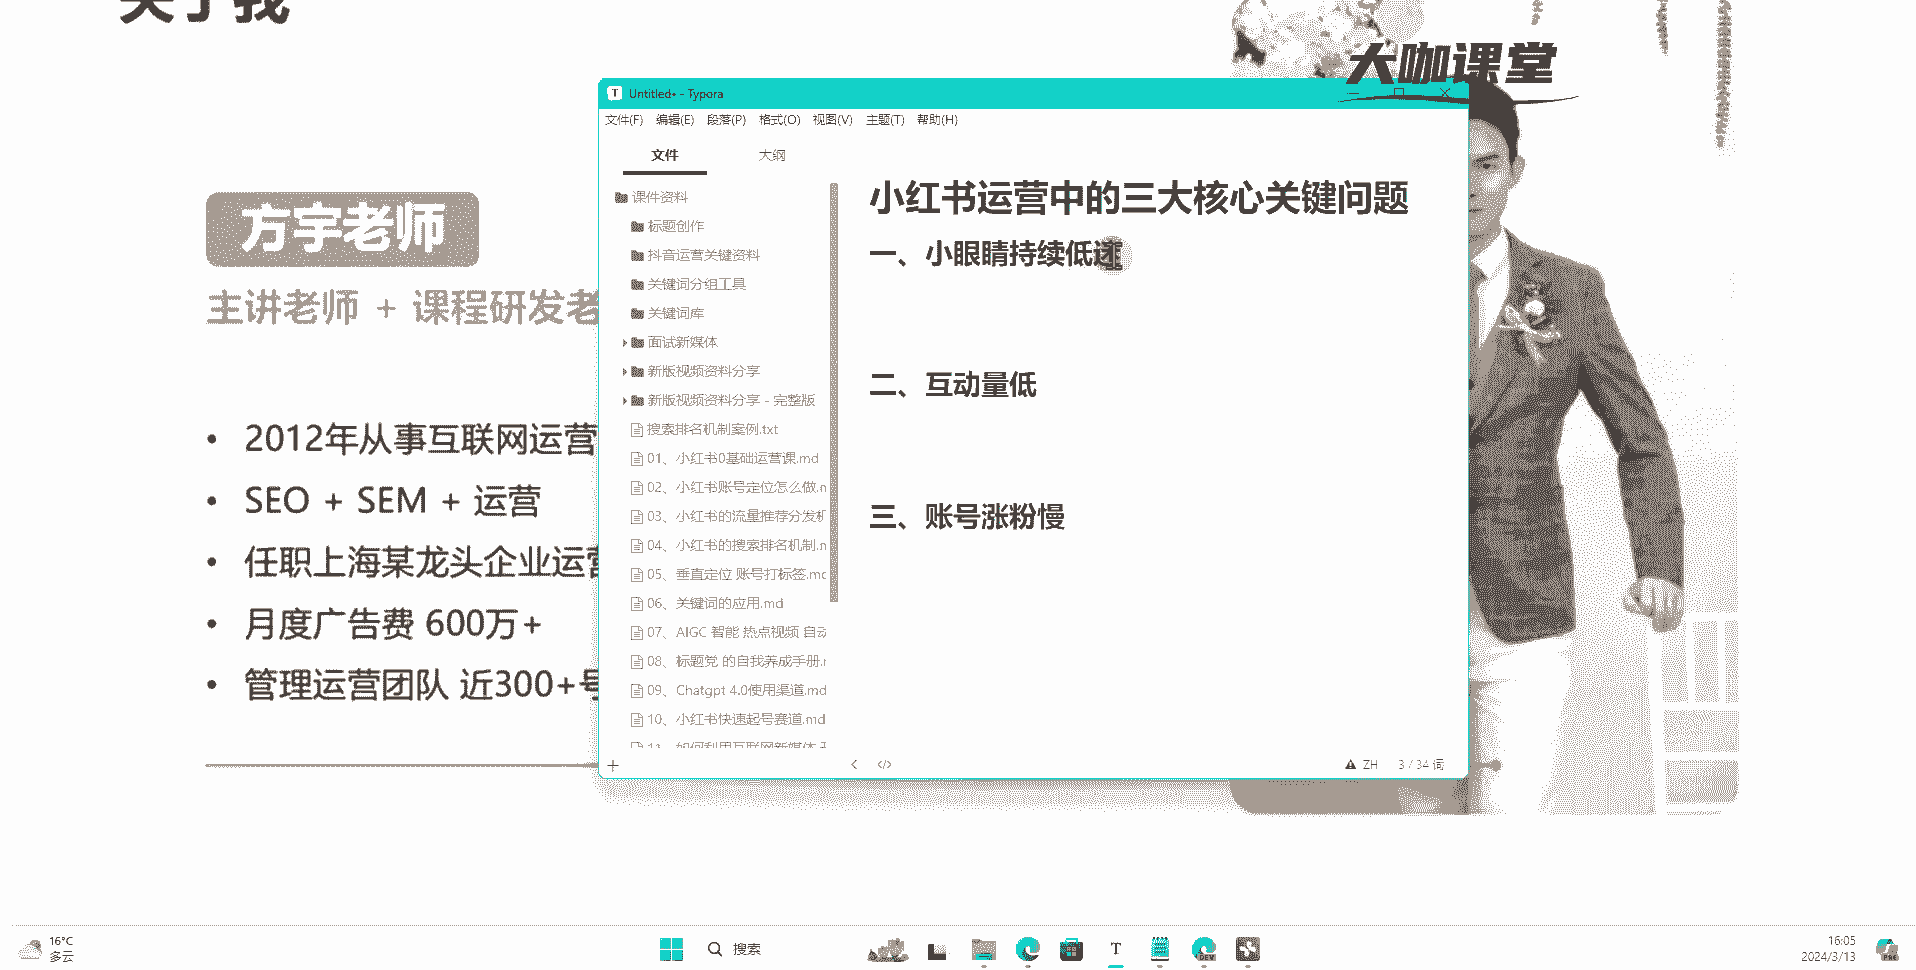 关于我
大咖课堂
方宇老师
主讲老师 + 课程研发老
2012年从事互联网运营
SEO + SEM + 运营
任职上海某龙头企业运营
月度广告费 600万+
管理运营团队 近300+号
Untitled• - Typora
文件(F) 编辑(E) 段落(P) 格式(O) 视图(V) 主题(T) 帮助(H)
文件 大纲
课件资料
标题创作
抖音运营关键资料
关键词分组工具
关键词库
面试新媒体
新版视频资料分享
新版视频资料分享 - 完整版
搜索排名机制案例.txt
01、小红书0基础运营课.md
02、小红书账号定位怎么做.m
03、小红书的流量推荐分发机
04、小红书的搜索排名机制.m
05、垂直定位 账号打标签.mc
06、关键词的应用.md
07、AIGC 智能 热点视频 自动
08、标题党 的自我养成手册.r
09、Chatgpt 4.0使用渠道.md
10、小红书快速起号赛道.md
11、如何利用互联网新媒体
小红书运营中的三大核心关键问题
一、小眼睛持续低迷
二、互动量低
三、账号涨粉慢
ZH 3 / 34 词
16°C
多云
搜索
16:05
2024/3/13